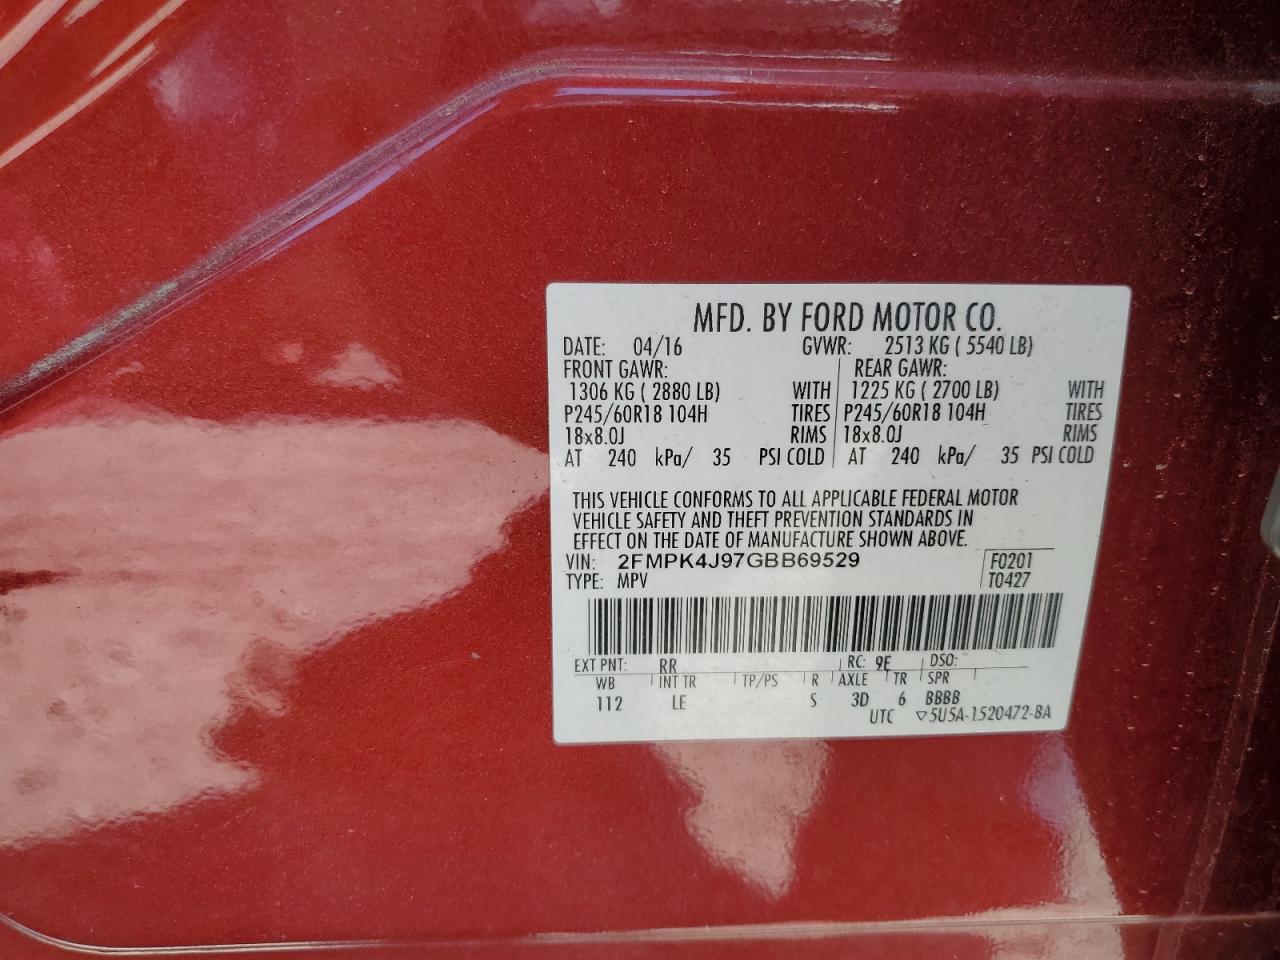 MFD. BY FORD MOTOR CO.
DATE: 04/16 GVWR: 2513 KG ( 5540 LB)
FRONT GAWR: REAR GAWR:
1306 KG ( 2880 LB) WITH 1225 KG ( 2700 LB) WITH
P245/60R18 104H TIRES P245/60R18 104H TIRES
18x8.0J RIMS 18x8.0J RIMS
AT 240 kPa/ 35 PSI COLD AT 240 kPa/ 35 PSI COLD
THIS VEHICLE CONFORMS TO ALL APPLICABLE FEDERAL MOTOR
VEHICLE SAFETY AND THEFT PREVENTION STANDARDS IN
EFFECT ON THE DATE OF MANUFACTURE SHOWN ABOVE.
VIN: 2FMPK4J97GBB69529 F0201
TYPE: MPV T0427
EXT PNT: RR RC: 9E DSO:
WB INT TR TP/PS R AXLE TR SPR
112 LE S 3D 6 BBBB
UTC ▽5U5A-1520472-BA